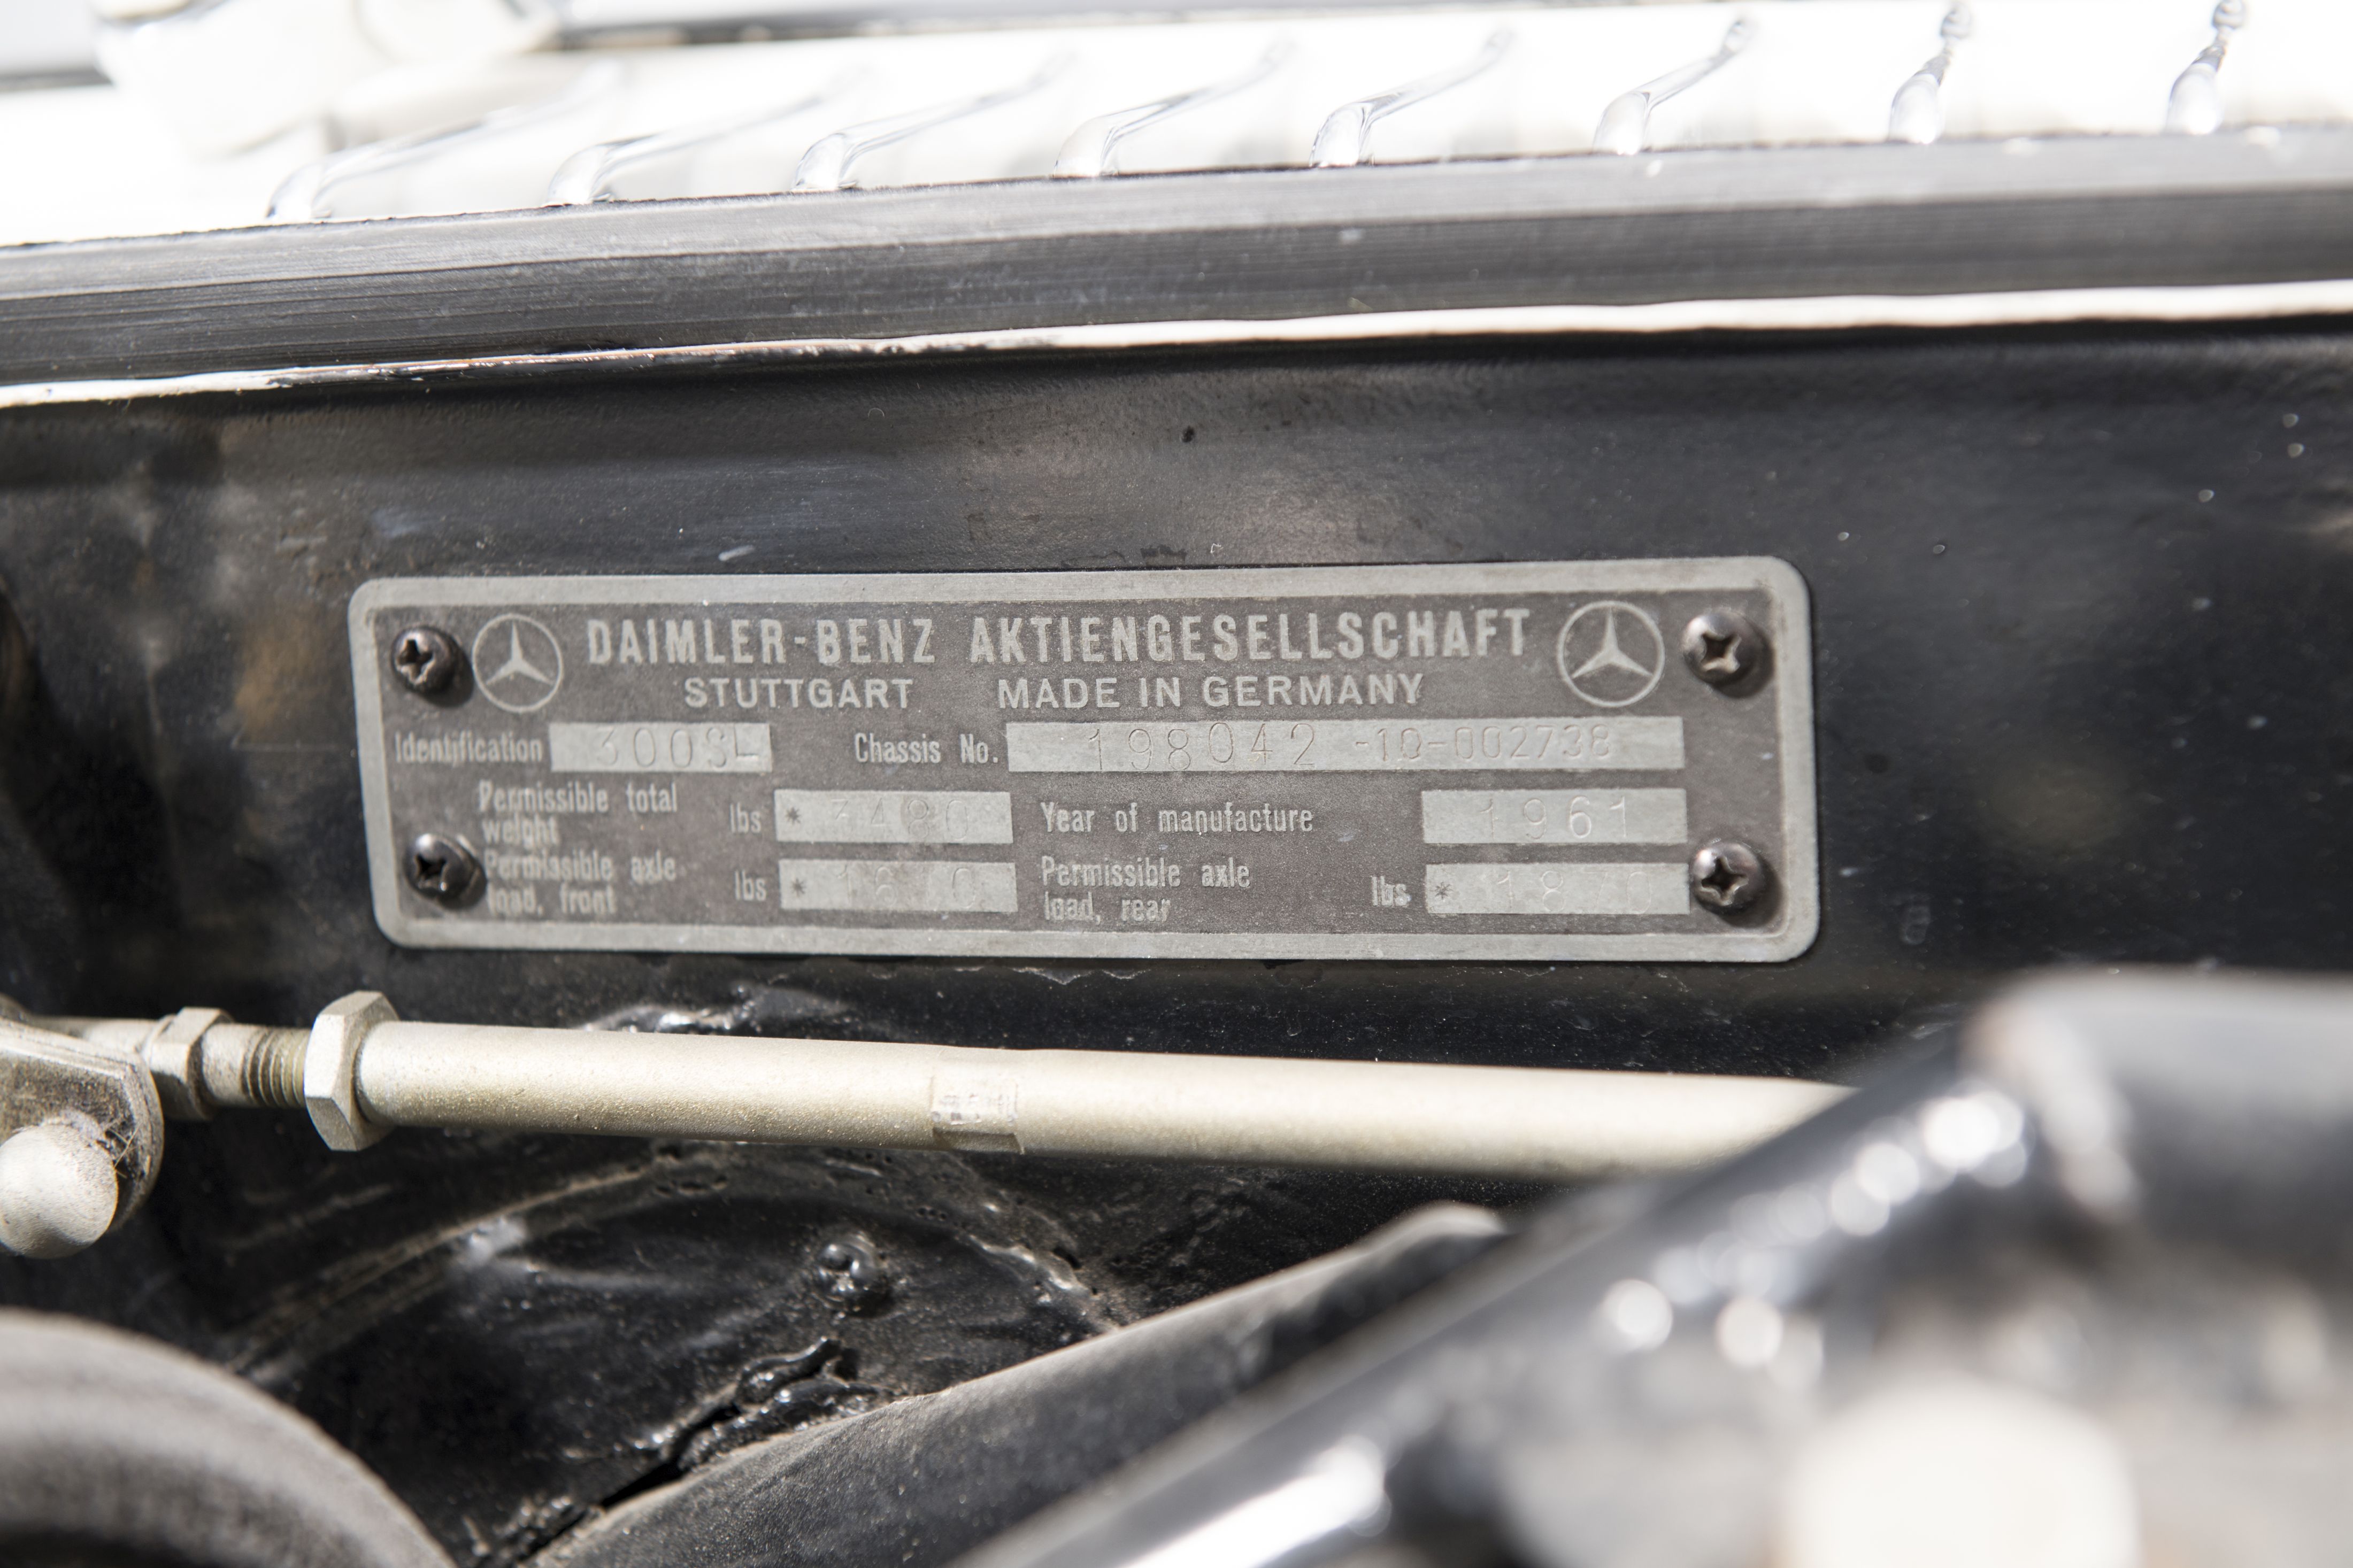 DAIMLER-BENZ AKTIENGESELLSCHAFT
STUTTGART MADE IN GERMANY
Identification 300SL Chassis No. 198042 -10-002738
Permissible total weight lbs * 3480 Year of manufacture 1961
Permissible axle load, front lbs * 1610 Permissible axle load, rear lbs * 1870